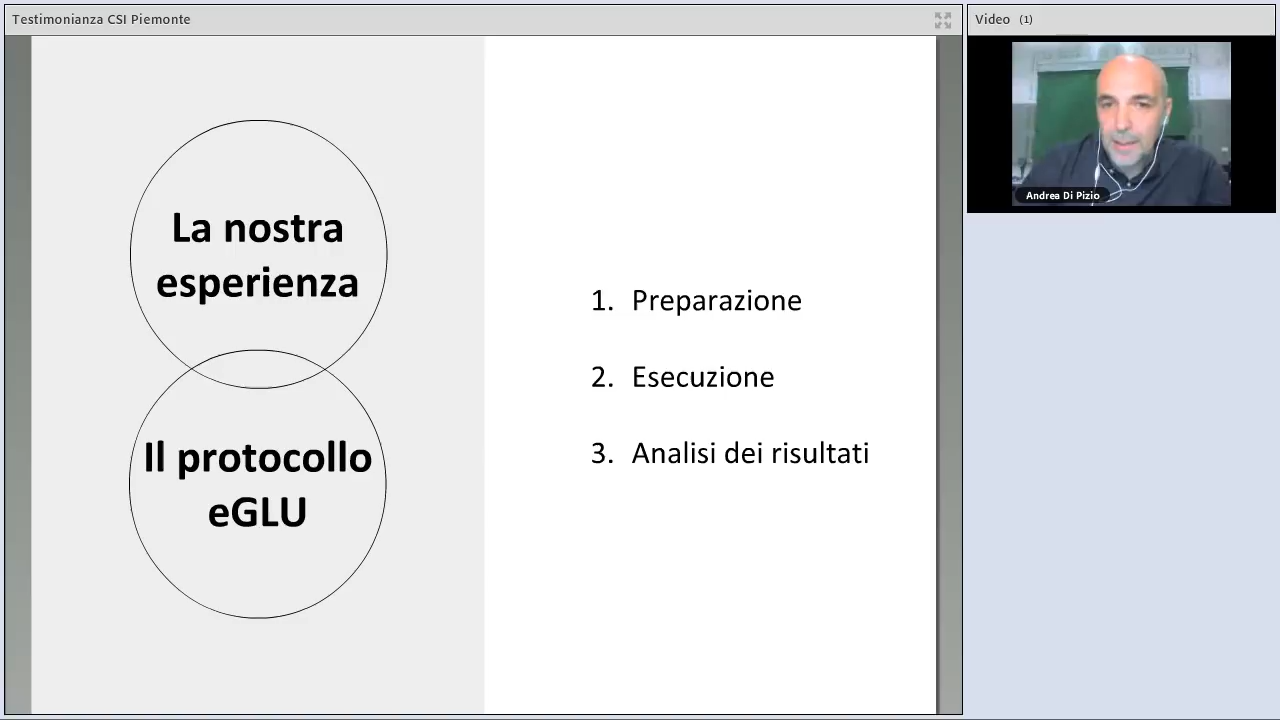 Testimonianza CSI Piemonte
Video (1)
Andrea Di Pizio
La nostra
esperienza
Il protocollo
eGLU
1. Preparazione
2. Esecuzione
3. Analisi dei risultati